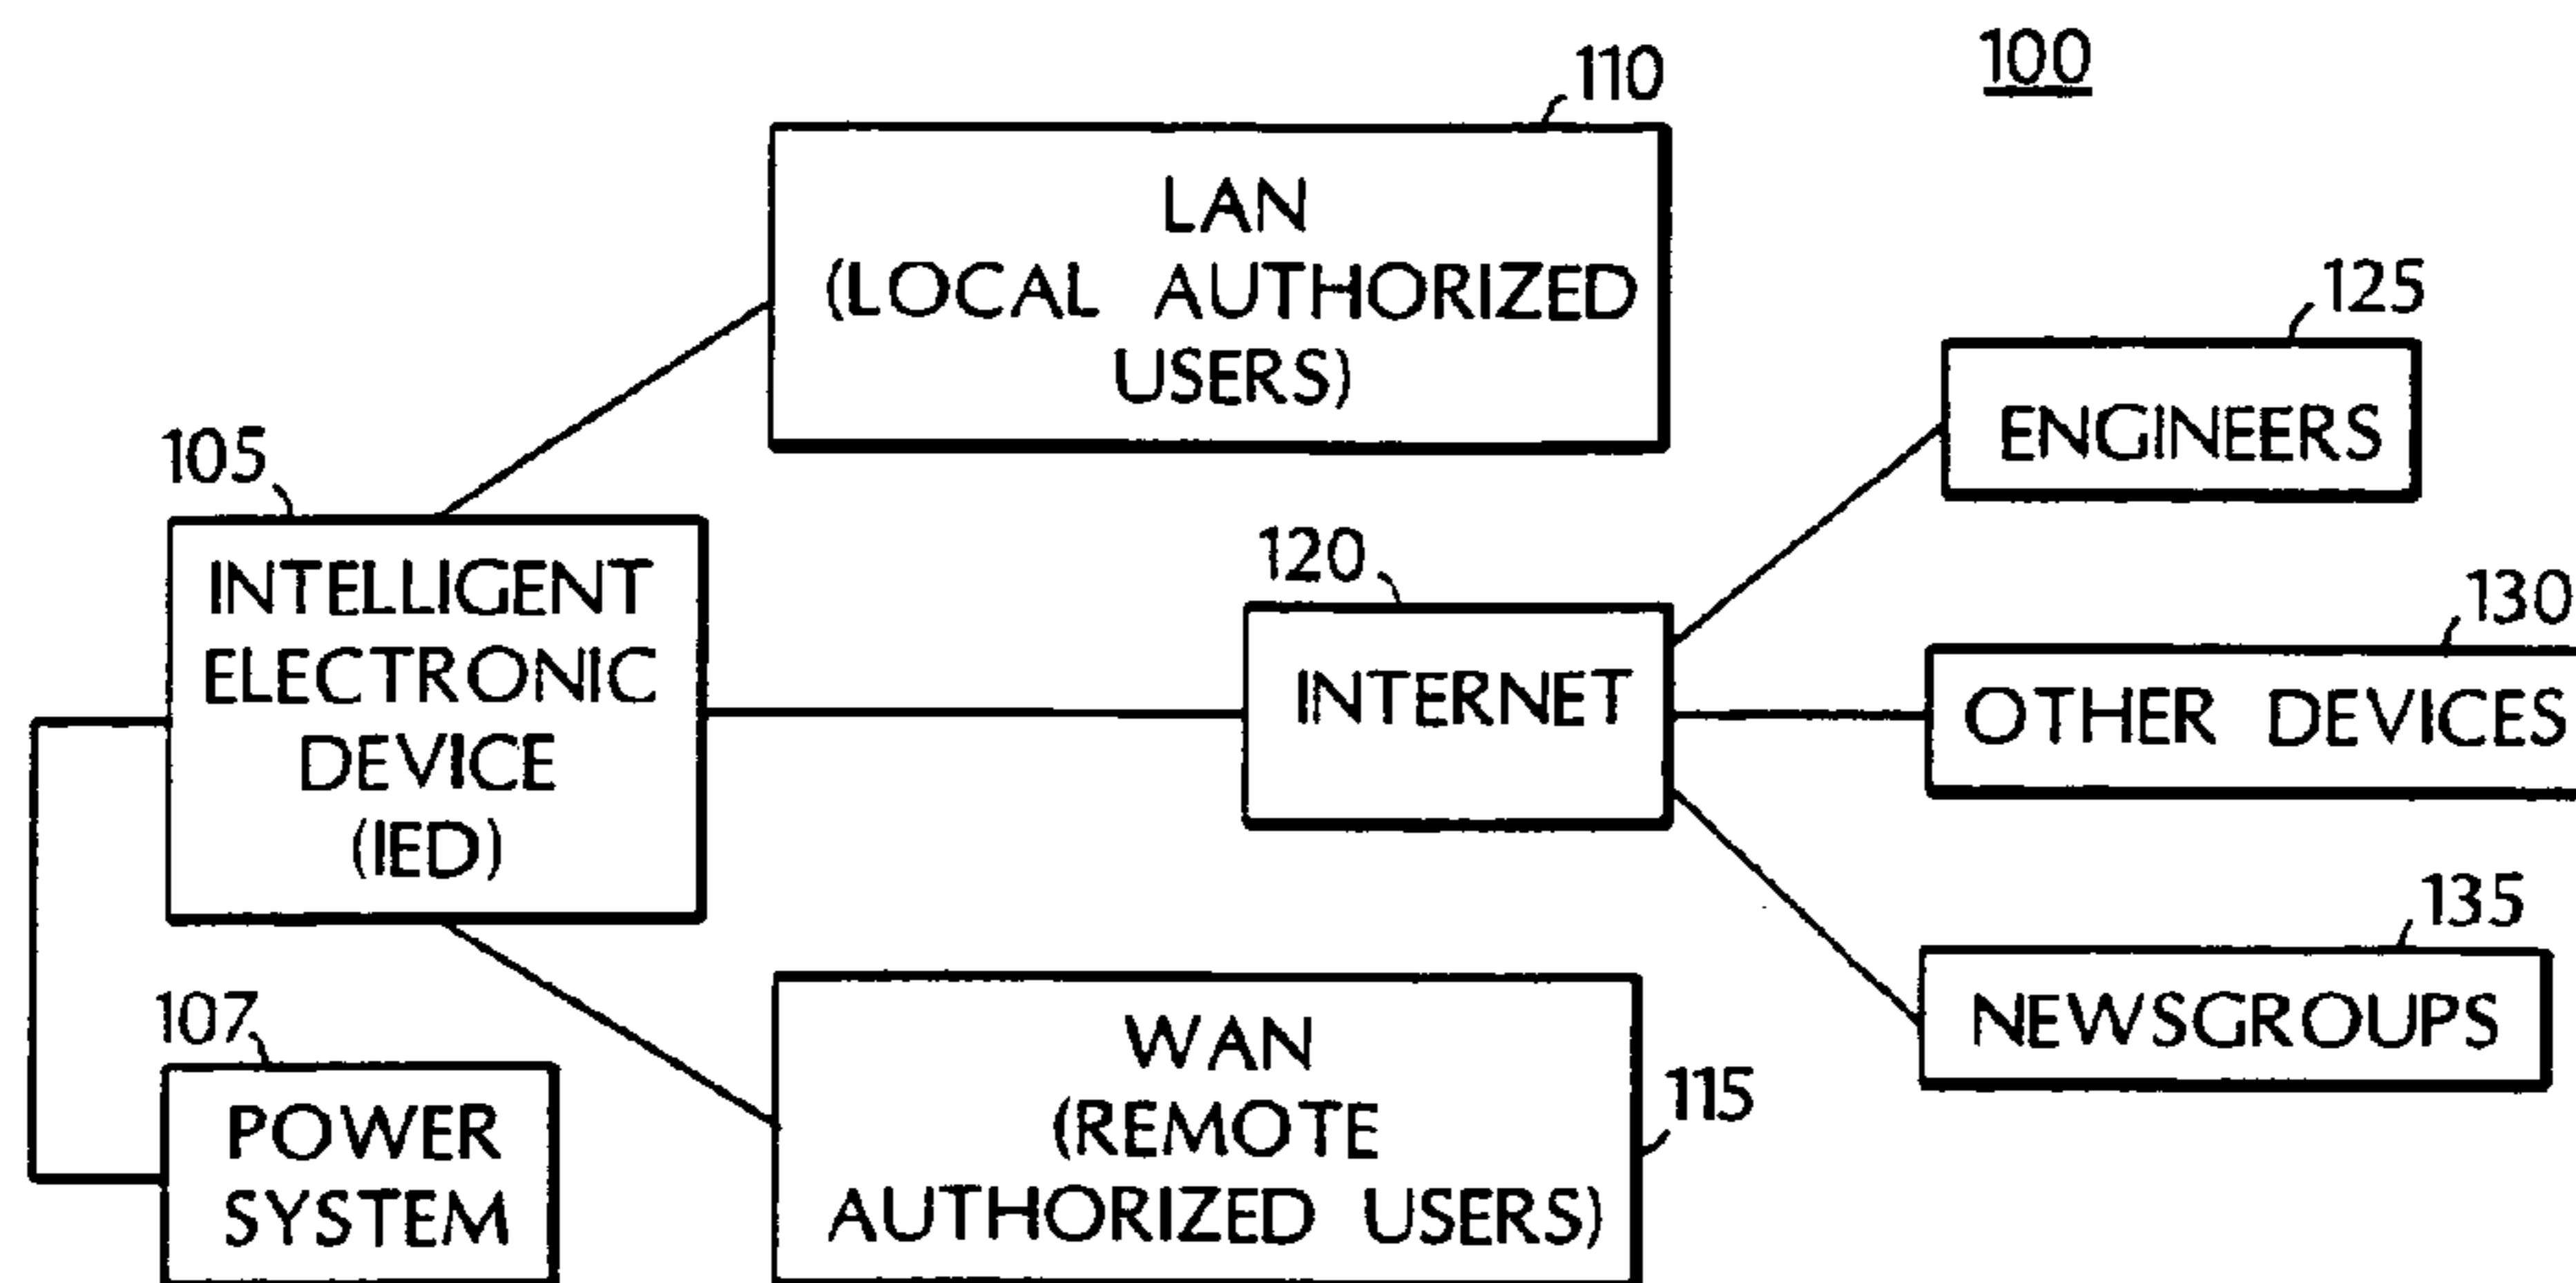 100
110
LAN
(LOCAL AUTHORIZED
USERS)
125
ENGINEERS
105
INTELLIGENT
ELECTRONIC
DEVICE
(IED)
120
INTERNET
130
OTHER DEVICES
135
NEWSGROUPS
107
POWER
SYSTEM
WAN
(REMOTE
AUTHORIZED USERS)
115